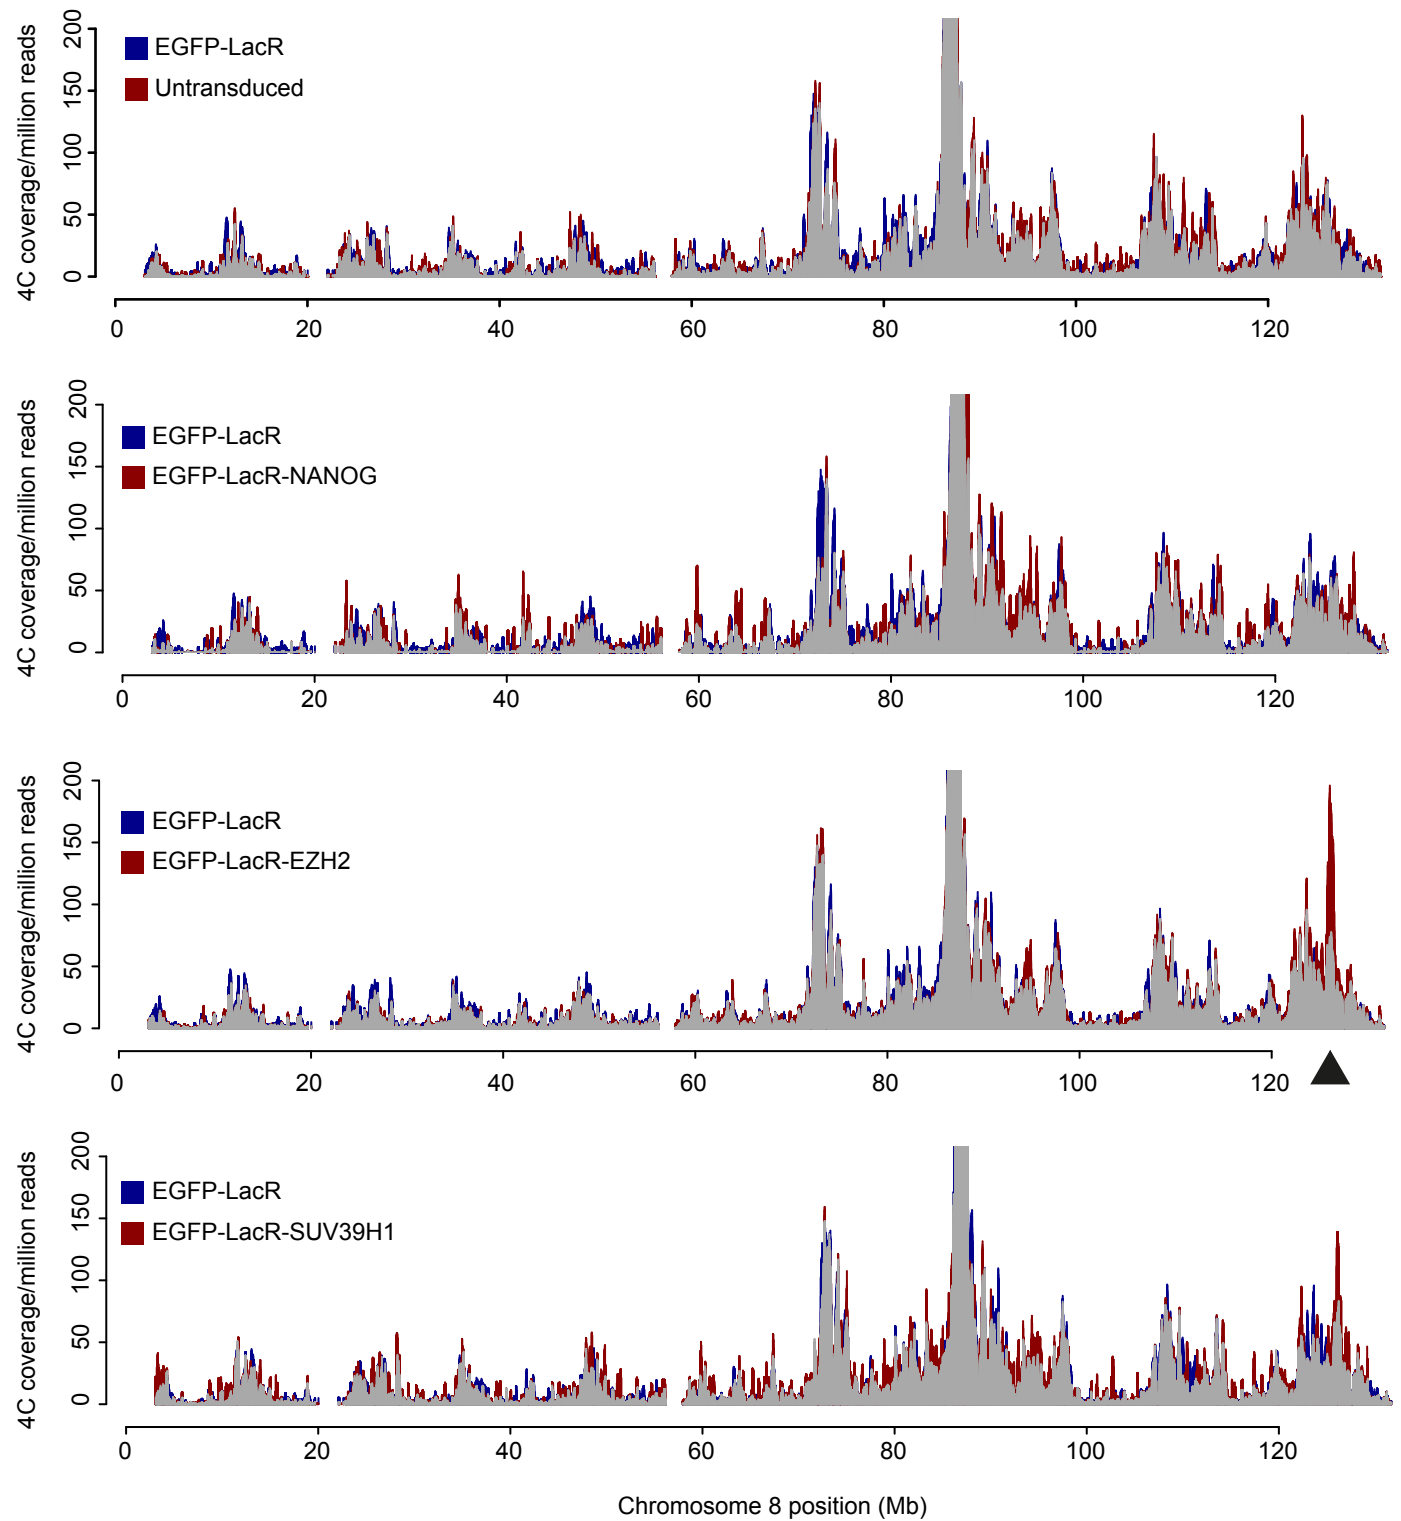 4C coverage/million reads
200
150
100
50
0
EGFP-LacR
Untransduced
0 20 40 60 80 100 120
4C coverage/million reads
200
150
100
50
0
EGFP-LacR
EGFP-LacR-NANOG
0 20 40 60 80 100 120
4C coverage/million reads
200
150
100
50
0
EGFP-LacR
EGFP-LacR-EZH2
0 20 40 60 80 100 120
4C coverage/million reads
200
150
100
50
0
EGFP-LacR
EGFP-LacR-SUV39H1
0 20 40 60 80 100 120
Chromosome 8 position (Mb)